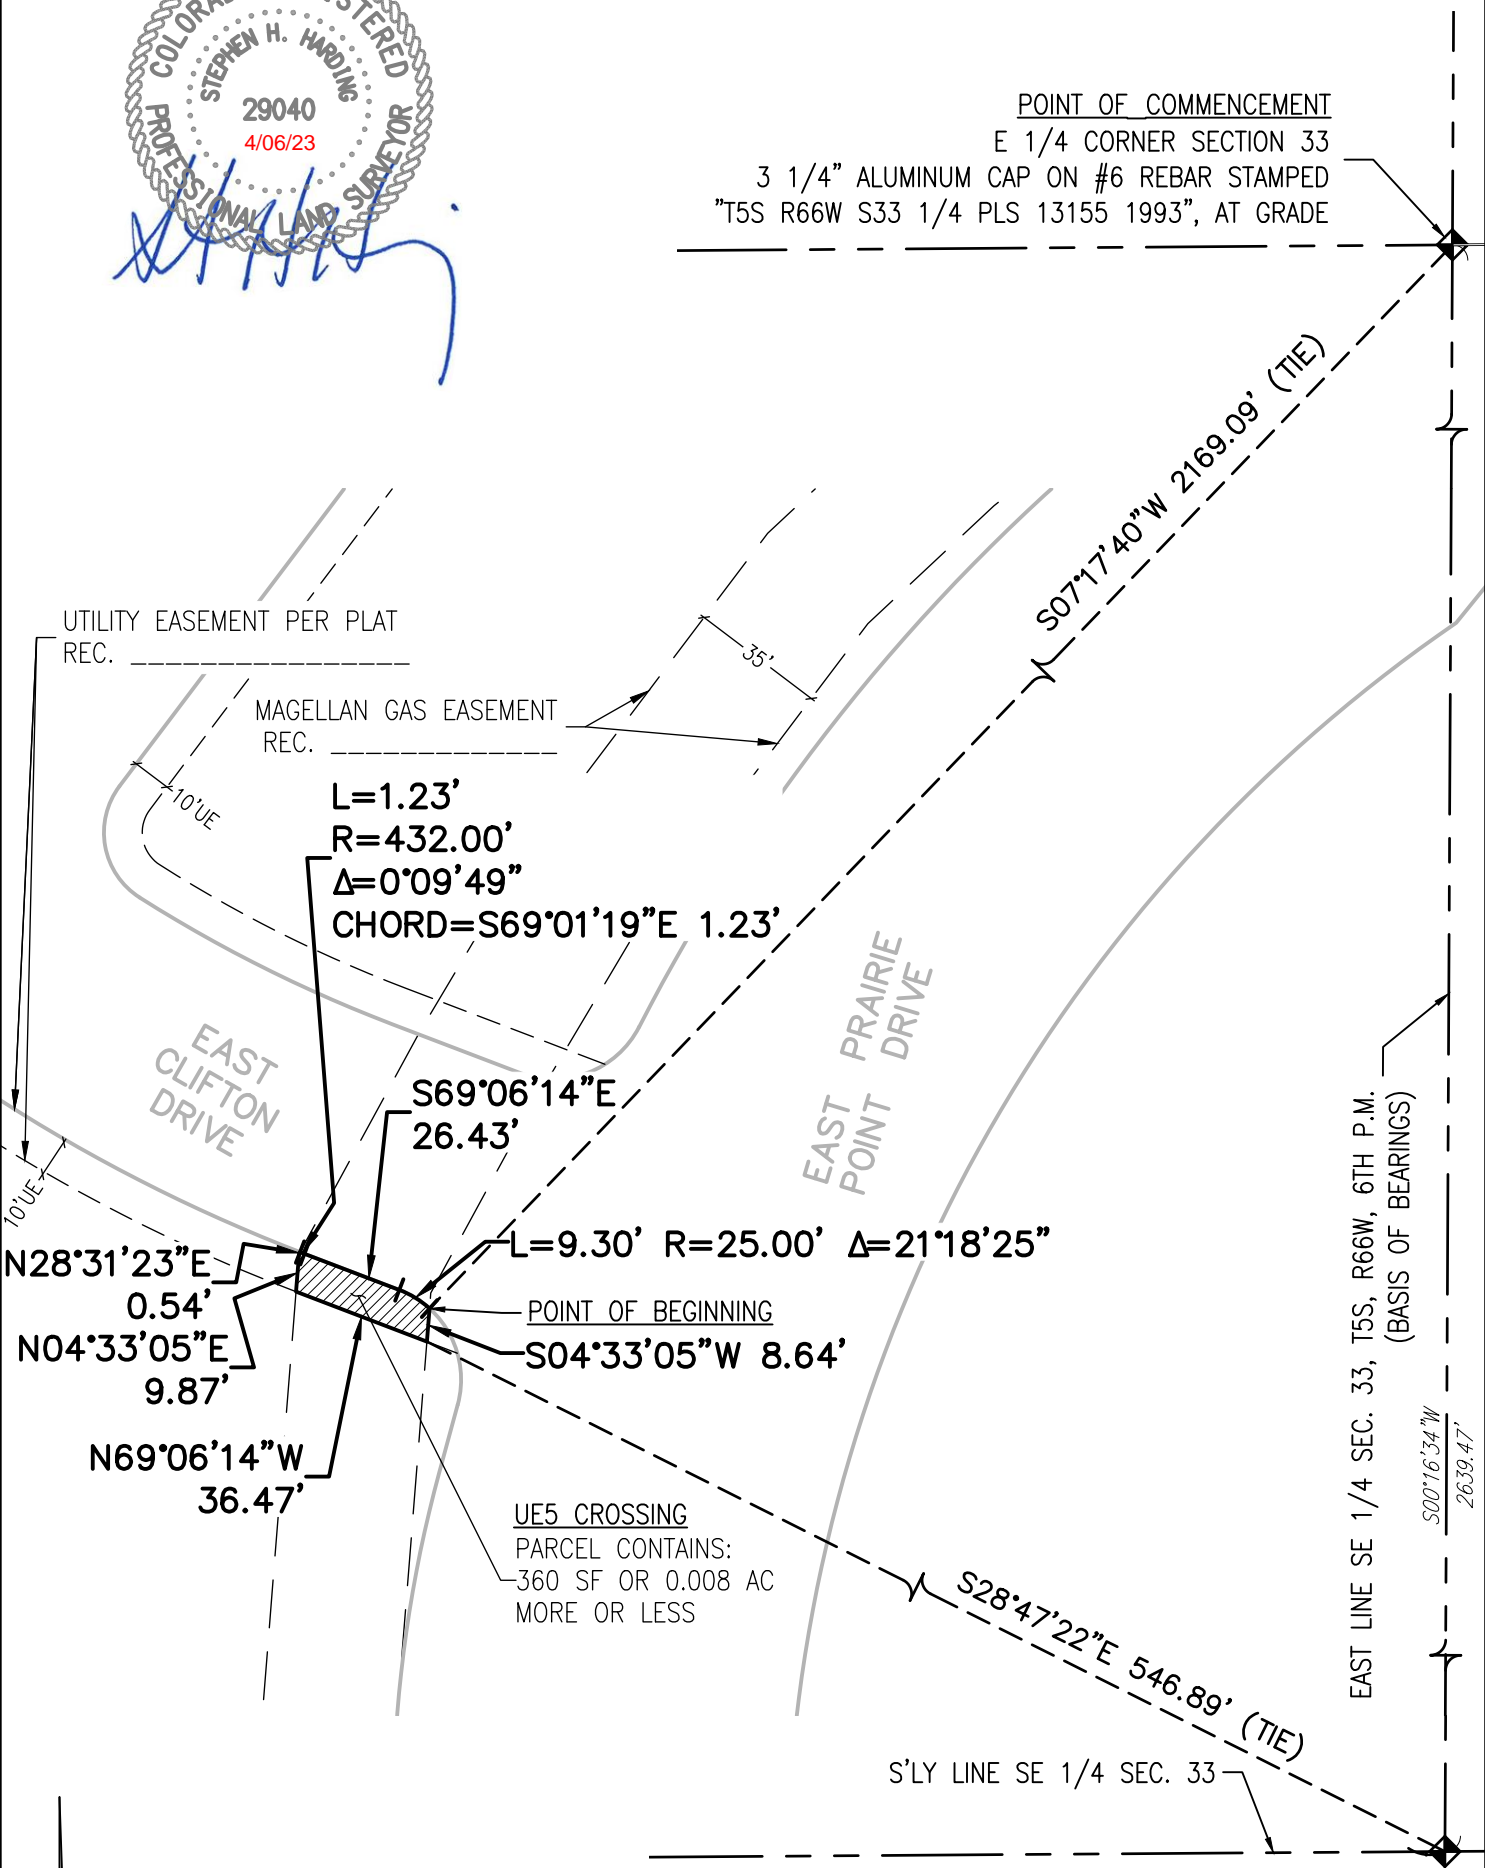 STEPHEN H. HARDING
29040
4/06/23
PROFESSIONAL LAND SURVEYOR
POINT OF COMMENCEMENT
E 1/4 CORNER SECTION 33
3 1/4" ALUMINUM CAP ON #6 REBAR STAMPED
"T5S R66W S33 1/4 PLS 13155 1993", AT GRADE
S07°17'40"W 2169.09' (TIE)
UTILITY EASEMENT PER PLAT
REC. ________________
35'
MAGELLAN GAS EASEMENT
REC. _____________
10'UE
L=1.23'
R=432.00'
Δ=0°09'49"
CHORD=S69°01'19"E 1.23'
EAST
CLIFTON
DRIVE
EAST PRAIRIE
POINT DRIVE
S69°06'14"E
26.43'
10'UE
L=9.30' R=25.00' Δ=21°18'25"
N28°31'23"E
0.54'
POINT OF BEGINNING
N04°33'05"E
9.87'
S04°33'05"W 8.64'
N69°06'14"W
36.47'
UE5 CROSSING
PARCEL CONTAINS:
360 SF OR 0.008 AC
MORE OR LESS
EAST LINE SE 1/4 SEC. 33, T5S, R66W, 6TH P.M.
(BASIS OF BEARINGS)
S00°16'34"W
2639.47'
S28°47'22"E 546.89' (TIE)
S'LY LINE SE 1/4 SEC. 33